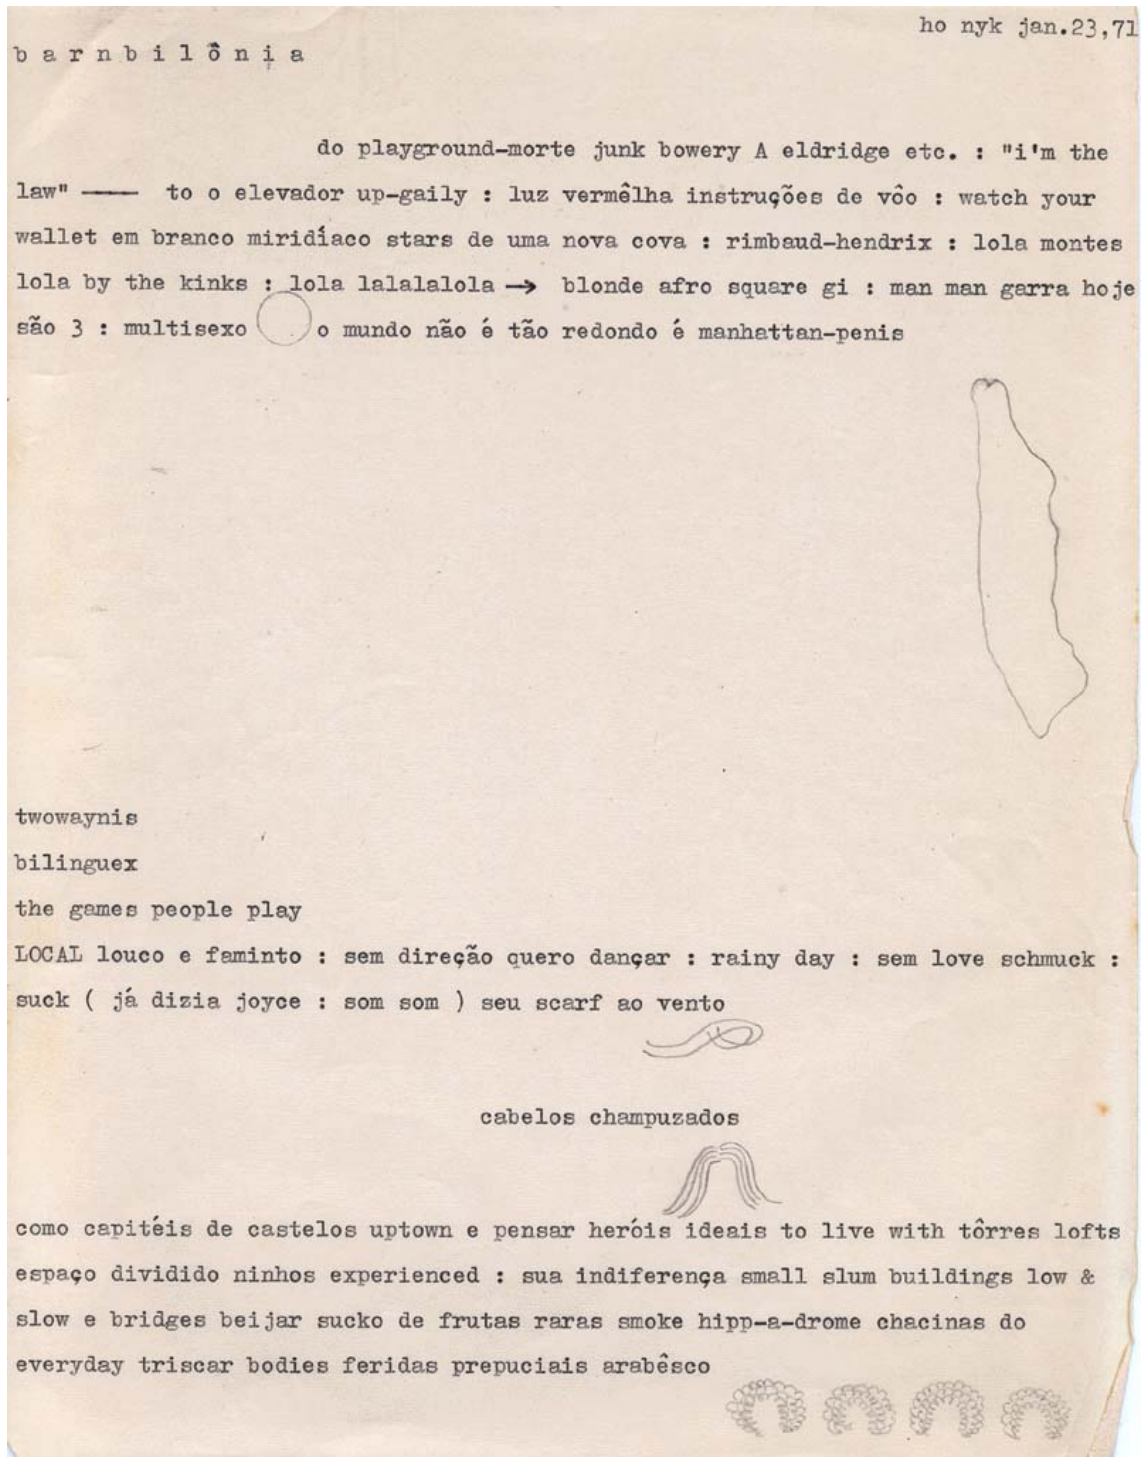 ho nyk jan.23,71
b a r n b i l ô n i a
do playground-morte junk bowery A eldridge etc. : "i'm the
law" —— to o elevador up-gaily : luz vermêlha instruções de vôo : watch your
wallet em branco miridíaco stars de uma nova cova : rimbaud-hendrix : lola montes
lola by the kinks : lola lalalalola → blonde afro square gi : man man garra hoje
são 3 : multisexo o mundo não é tão redondo é manhattan-penis
twowaynis
bilinguex
the games people play
LOCAL louco e faminto : sem direção quero dançar : rainy day : sem love schmuck :
suck ( já dizia joyce : som som ) seu scarf ao vento
cabelos champuzados
como capitéis de castelos uptown e pensar heróis ideais to live with tôrres lofts
espaço dividido ninhos experienced : sua indiferença small slum buildings low &
slow e bridges beijar sucko de frutas raras smoke hipp-a-drome chacinas do
everyday triscar bodies feridas prepuciais arabêsco